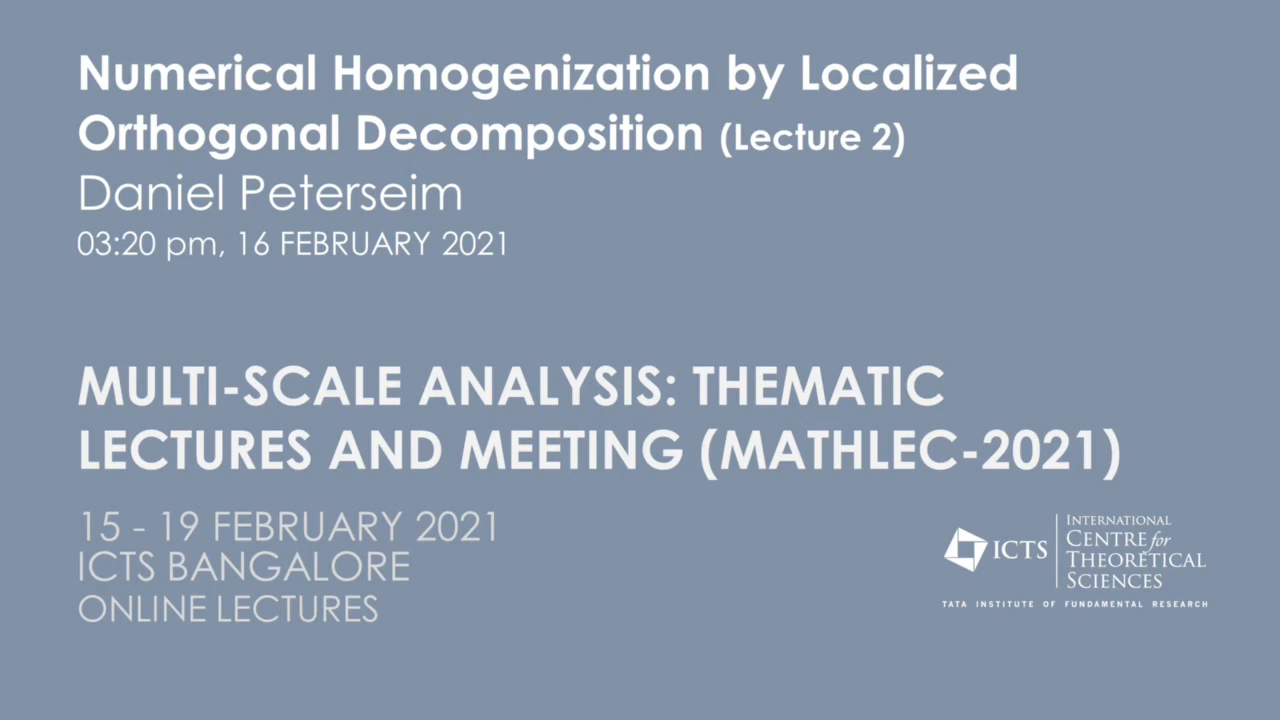 Numerical Homogenization by Localized
Orthogonal Decomposition (Lecture 2)
Daniel Peterseim
03:20 pm, 16 FEBRUARY 2021
MULTI-SCALE ANALYSIS: THEMATIC
LECTURES AND MEETING (MATHLEC-2021)
15 - 19 FEBRUARY 2021
ICTS BANGALORE
ONLINE LECTURES
ICTS
INTERNATIONAL
CENTRE for
THEORETICAL
SCIENCES
TATA INSTITUTE OF FUNDAMENTAL RESEARCH